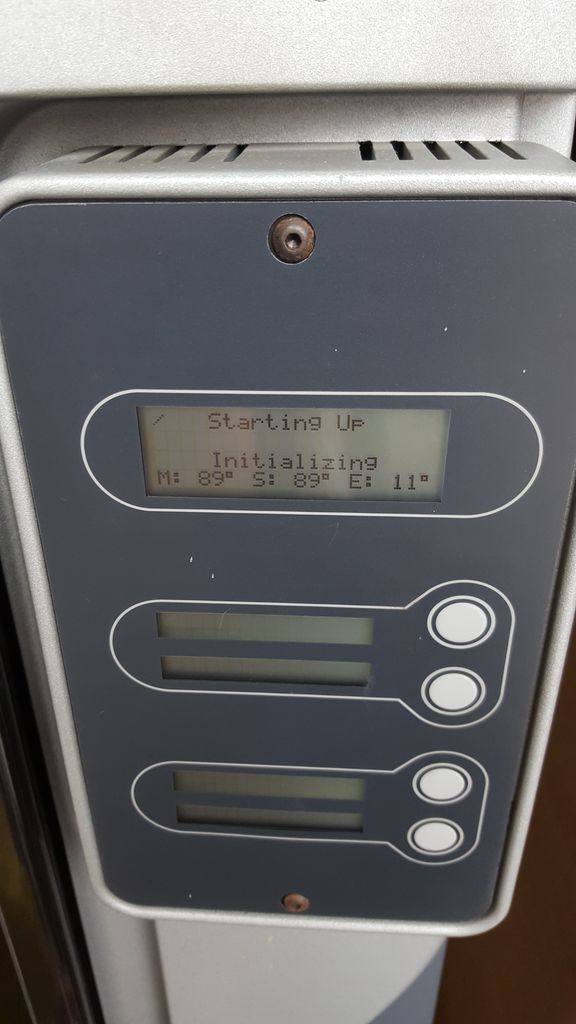 Starting Up
Initializing
M: 89° S: 89° E: 11°